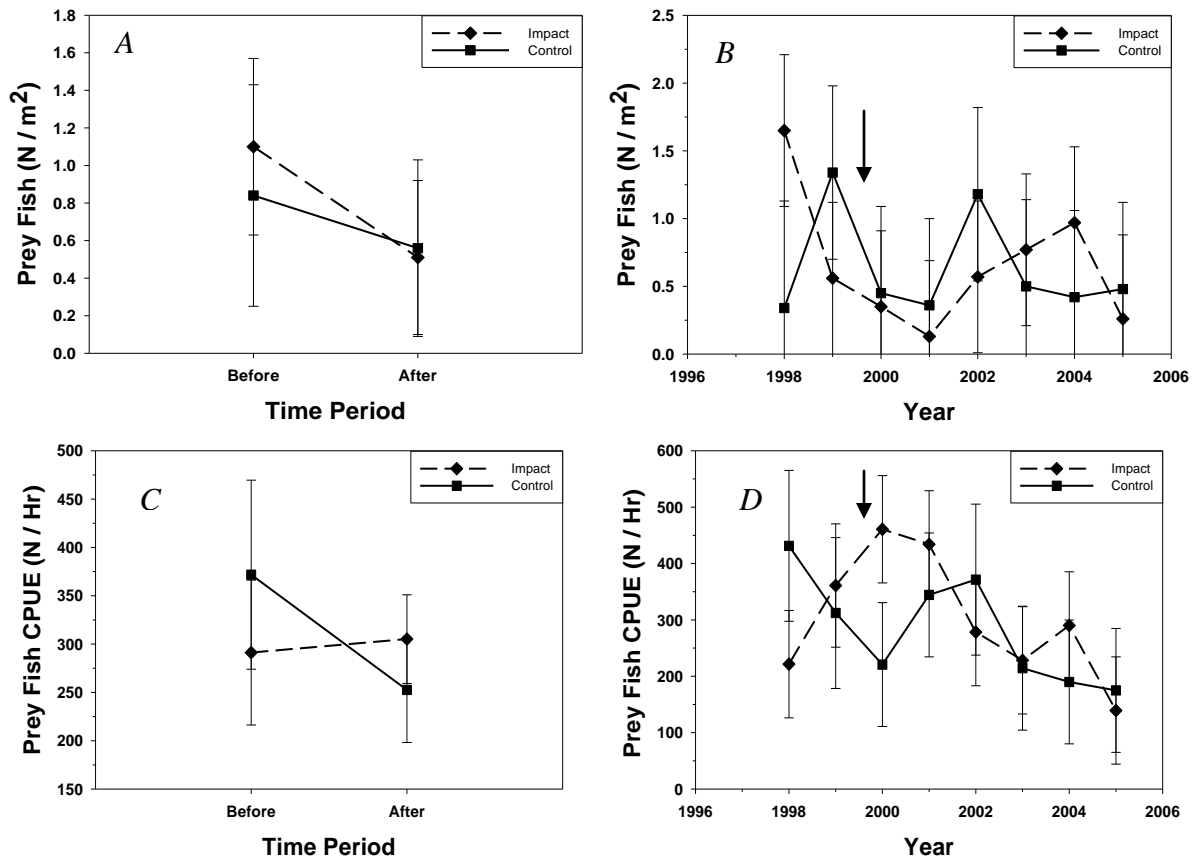 A
Impact
Control
Prey Fish (N / m2)
1.8
1.6
1.4
1.2
1.0
0.8
0.6
0.4
0.2
0.0
Before After
Time Period
B
Impact
Control
Prey Fish (N / m2)
2.5
2.0
1.5
1.0
0.5
0.0
1996 1998 2000 2002 2004 2006
Year
C
Impact
Control
Prey Fish CPUE (N / Hr)
500
450
400
350
300
250
200
150
Before After
Time Period
D
Impact
Control
Prey Fish CPUE (N / Hr)
600
500
400
300
200
100
0
1996 1998 2000 2002 2004 2006
Year